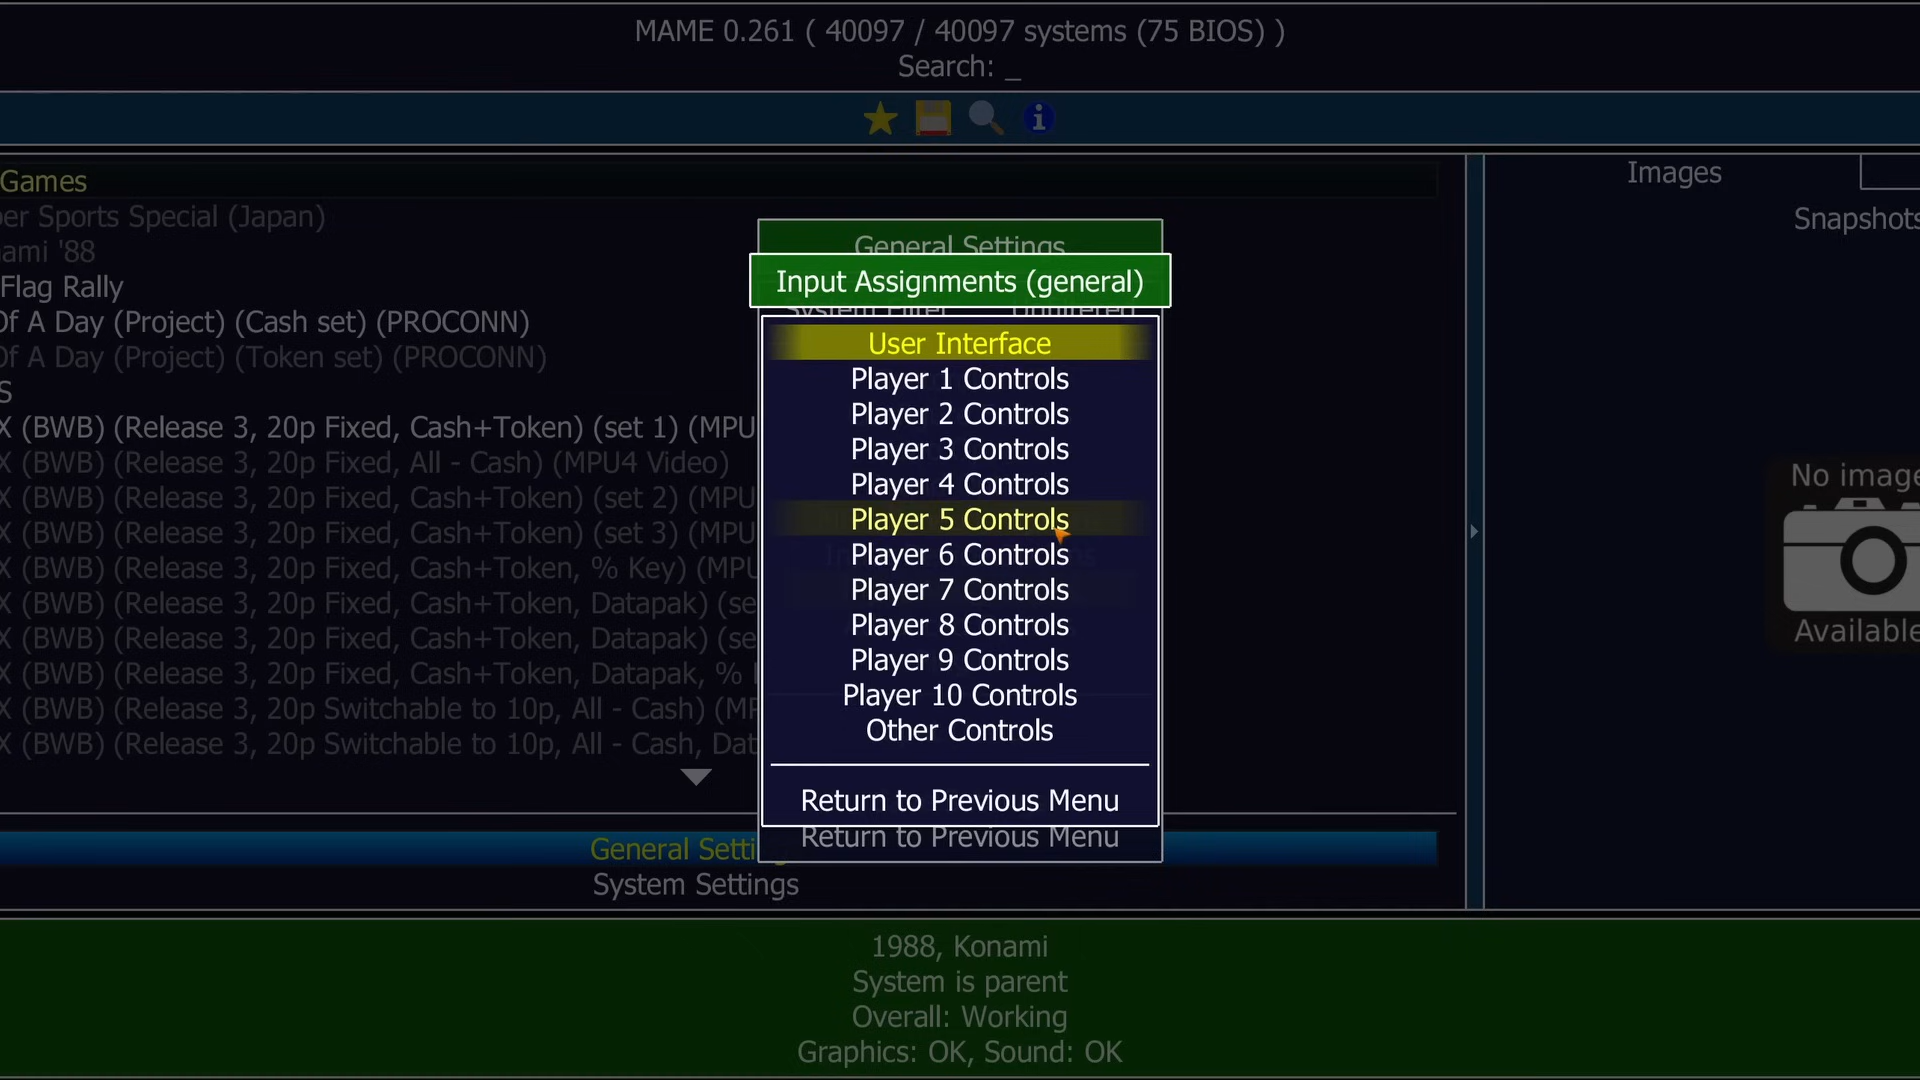 MAME 0.261 ( 40097 / 40097 systems (75 BIOS) )
Search: _
Games
per Sports Special (Japan)
ami '88
Flag Rally
Of A Day (Project) (Cash set) (PROCONN)
Of A Day (Project) (Token set) (PROCONN)
S
X (BWB) (Release 3, 20p Fixed, Cash+Token) (set 1) (MPU
X (BWB) (Release 3, 20p Fixed, All - Cash) (MPU4 Video)
X (BWB) (Release 3, 20p Fixed, Cash+Token) (set 2) (MPU
X (BWB) (Release 3, 20p Fixed, Cash+Token) (set 3) (MPU
X (BWB) (Release 3, 20p Fixed, Cash+Token, % Key) (MPU
X (BWB) (Release 3, 20p Fixed, Cash+Token, Datapak) (se
X (BWB) (Release 3, 20p Fixed, Cash+Token, Datapak) (se
X (BWB) (Release 3, 20p Fixed, Cash+Token, Datapak, %
X (BWB) (Release 3, 20p Switchable to 10p, All - Cash) (MP
X (BWB) (Release 3, 20p Switchable to 10p, All - Cash, Dat
General Setti
System Settings
General Settings
Input Assignments (general)
System Filter Unfiltered
User Interface
Player 1 Controls
Player 2 Controls
Player 3 Controls
Player 4 Controls
Player 5 Controls
Player 6 Controls
Player 7 Controls
Player 8 Controls
Player 9 Controls
Player 10 Controls
Other Controls
Return to Previous Menu
Return to Previous Menu
Images
Snapshots
No image
Available
1988, Konami
System is parent
Overall: Working
Graphics: OK, Sound: OK